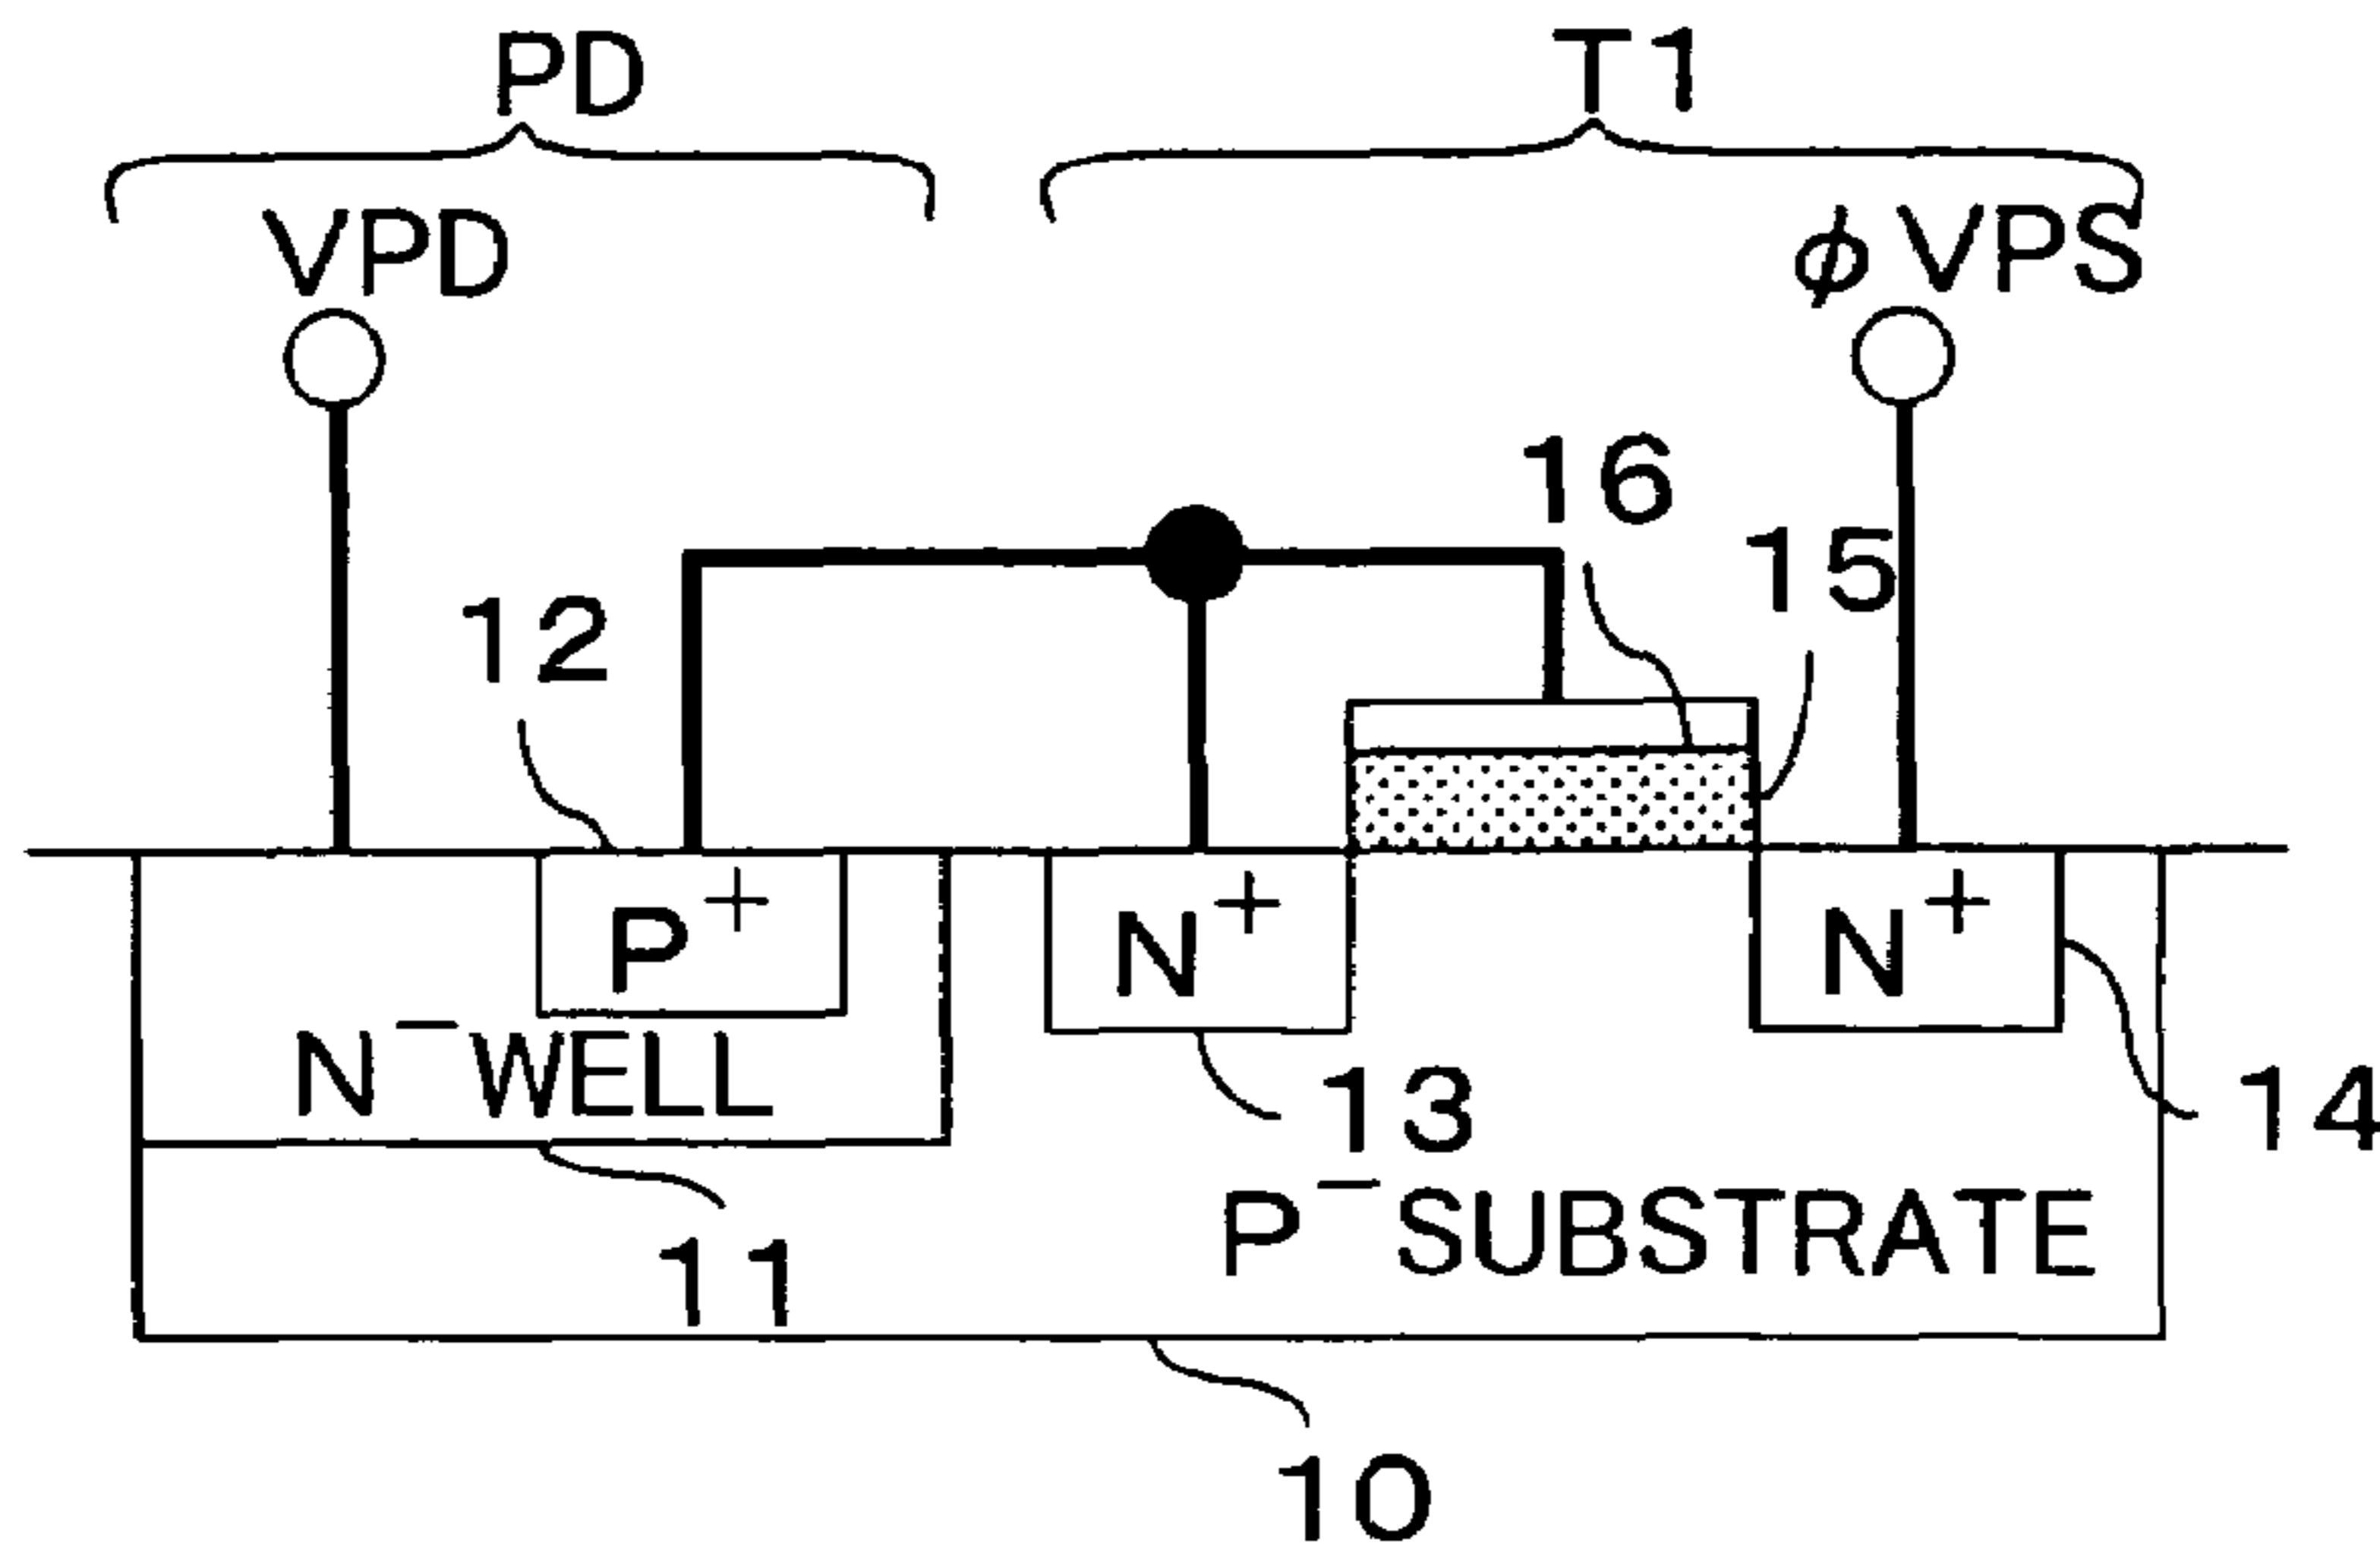 PD T1
VPD φVPS
16
15
12
P+ N+ N+
N−WELL
13 14
P−SUBSTRATE
11
10